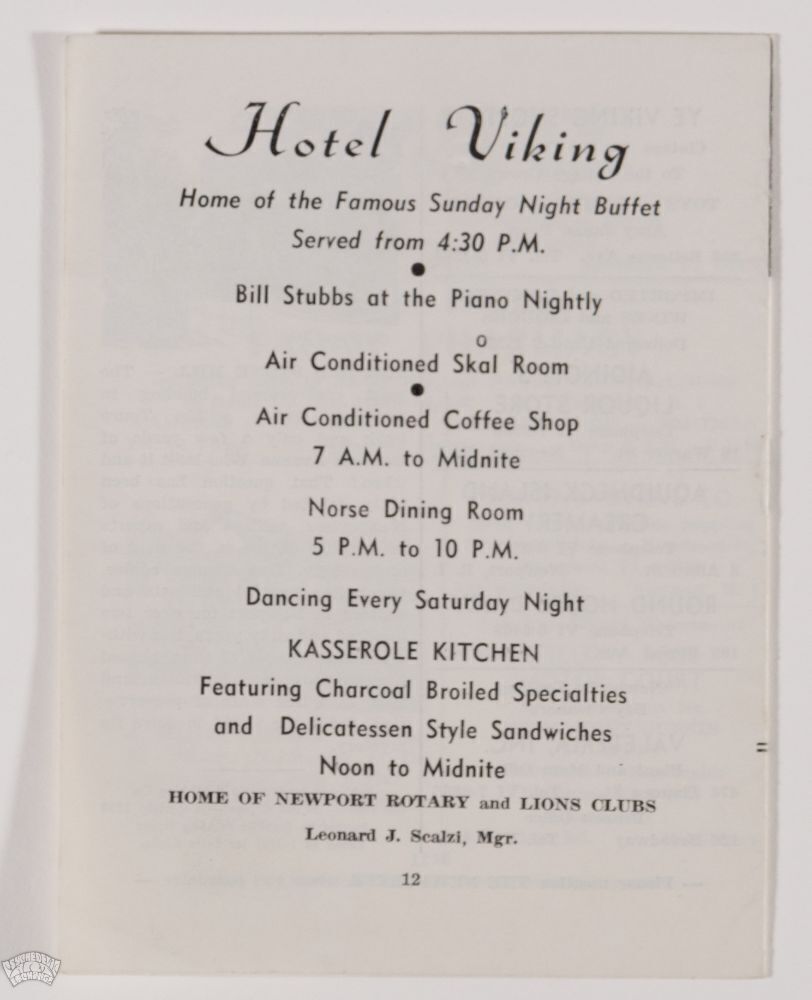 Hotel Viking
Home of the Famous Sunday Night Buffet
Served from 4:30 P.M.
Bill Stubbs at the Piano Nightly
o
Air Conditioned Skal Room
Air Conditioned Coffee Shop
7 A.M. to Midnite
Norse Dining Room
5 P.M. to 10 P.M.
Dancing Every Saturday Night
KASSEROLE KITCHEN
Featuring Charcoal Broiled Specialties
and Delicatessen Style Sandwiches
Noon to Midnite
HOME OF NEWPORT ROTARY and LIONS CLUBS
Leonard J. Scalzi, Mgr.
12
PSYCHEDELIC
EXCHANGE